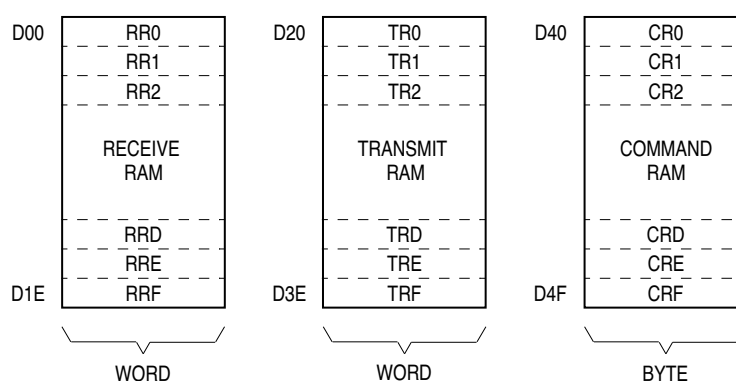 D00 RR0 D20 TR0 D40 CR0
RR1 TR1 CR1
RR2 TR2 CR2
RECEIVE TRANSMIT COMMAND
RAM RAM RAM
RRD TRD CRD
RRE TRE CRE
D1E RRF D3E TRF D4F CRF
WORD WORD BYTE